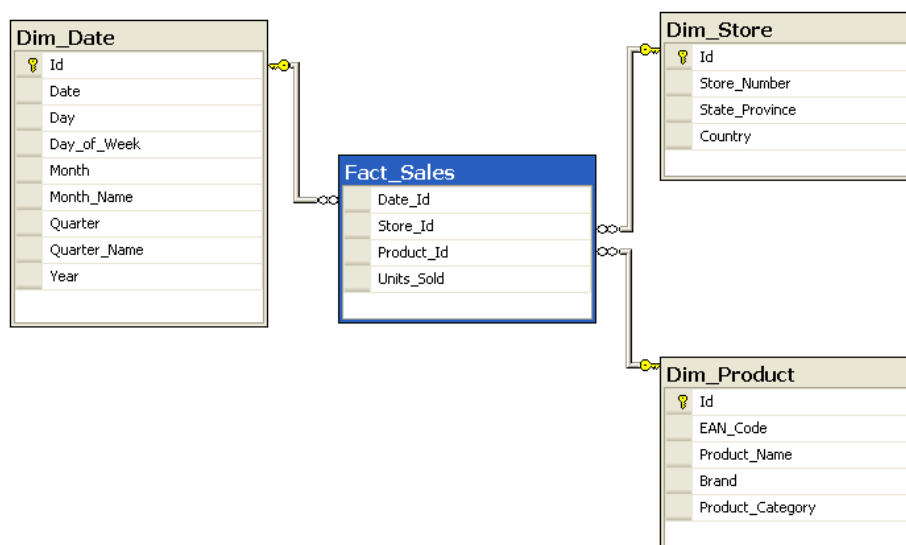 Dim_Date
Id
Date
Day
Day_of_Week
Month
Month_Name
Quarter
Quarter_Name
Year
Fact_Sales
Date_Id
Store_Id
Product_Id
Units_Sold
Dim_Store
Id
Store_Number
State_Province
Country
Dim_Product
Id
EAN_Code
Product_Name
Brand
Product_Category